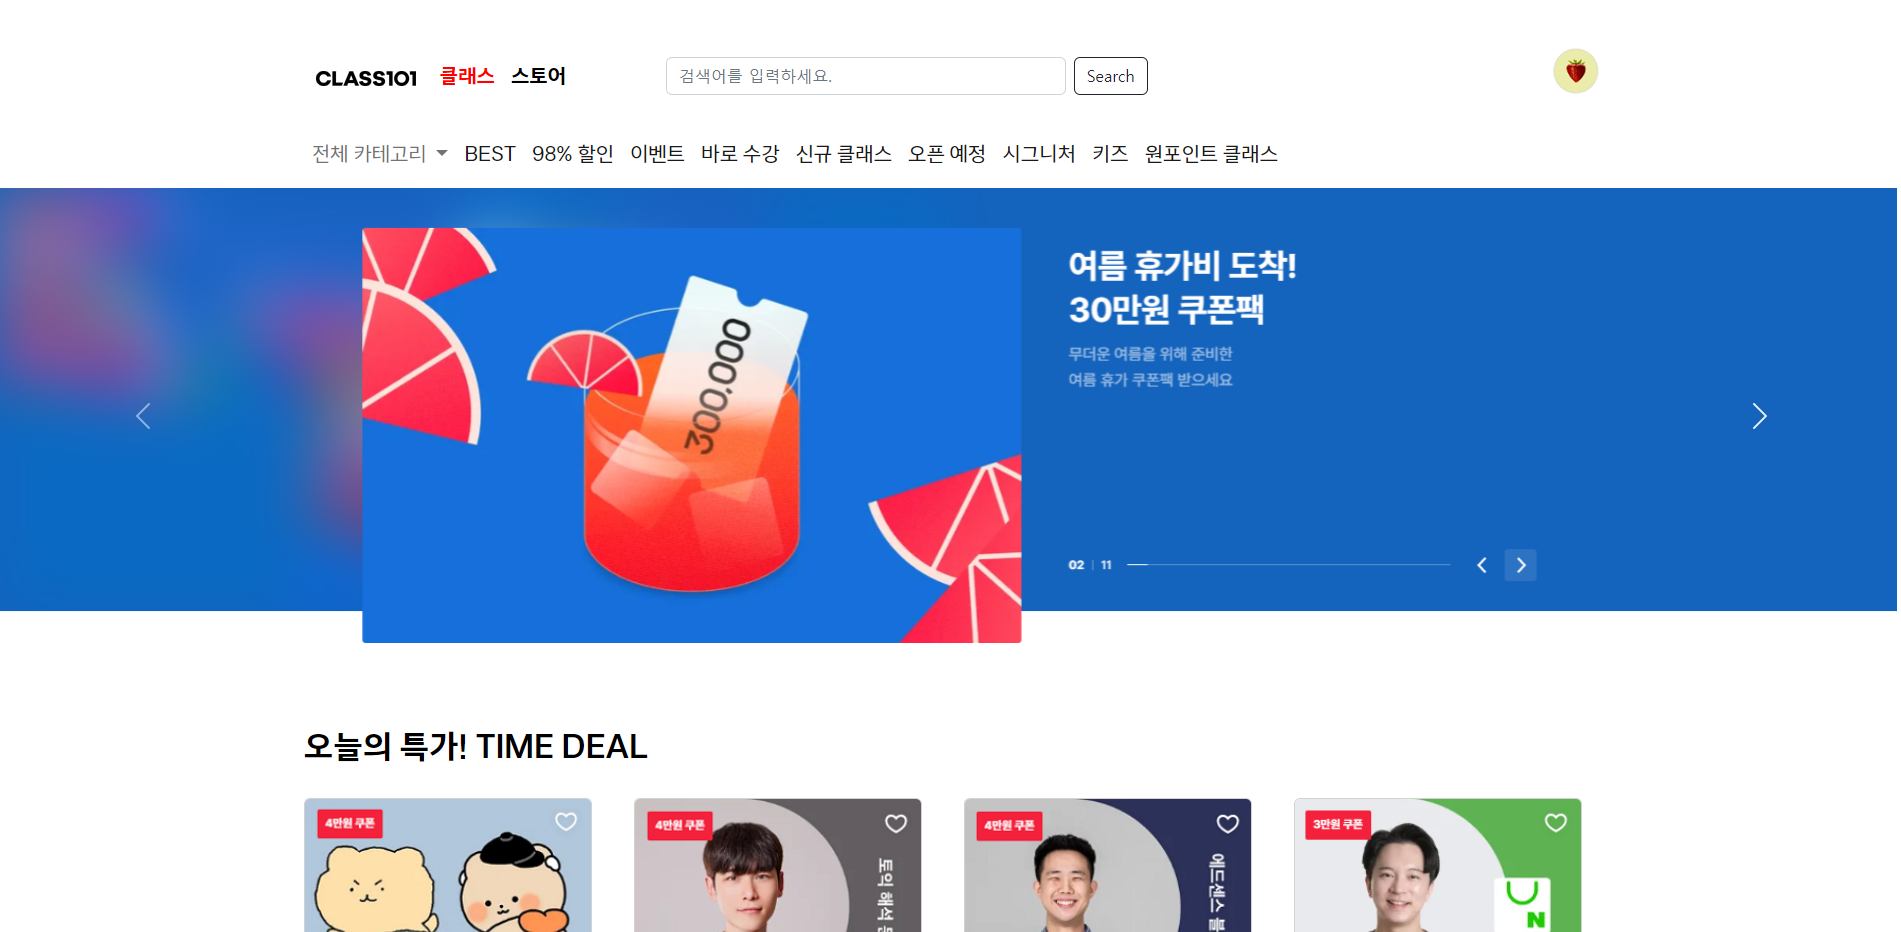 CLASS101 클래스 스토어 검색어를 입력하세요. Search
전체 카테고리 BEST 98% 할인 이벤트 바로 수강 신규 클래스 오픈 예정 시그니처 키즈 원포인트 클래스
300,000
여름 휴가비 도착!
30만원 쿠폰팩
무더운 여름을 위해 준비한
여름 휴가 쿠폰팩 받으세요
02 | 11
오늘의 특가! TIME DEAL
4만원 쿠폰
4만원 쿠폰
토익 해석
4만원 쿠폰
에드센스 블
3만원 쿠폰
N